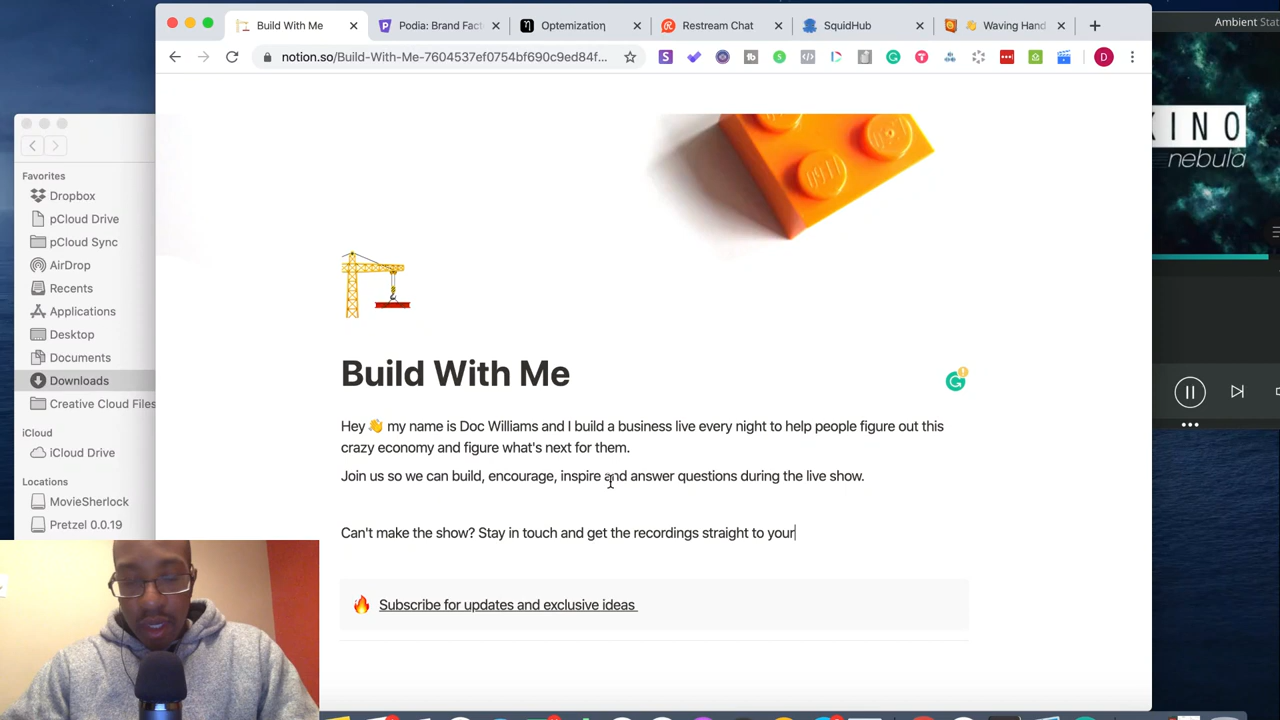 Build With Me
Podia: Brand Fact
Optemization
Restream Chat
SquidHub
Waving Hand
Ambient Stat
notion.so/Build-With-Me-7604537ef0754bf690c9ed84f...
D
KINO
nebula
Favorites
Dropbox
pCloud Drive
pCloud Sync
AirDrop
Recents
Applications
Desktop
Documents
Downloads
Creative Cloud Files
iCloud
iCloud Drive
Locations
MovieSherlock
Pretzel 0.0.19
Build With Me
Hey 👋 my name is Doc Williams and I build a business live every night to help people figure out this
crazy economy and figure what's next for them.
Join us so we can build, encourage, inspire and answer questions during the live show.
Can't make the show? Stay in touch and get the recordings straight to your
🔥 Subscribe for updates and exclusive ideas